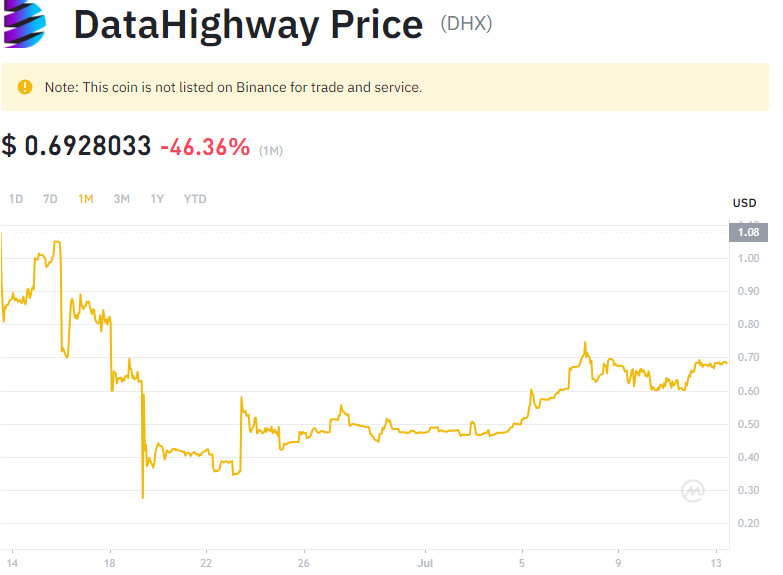 DataHighway Price (DHX)
Note: This coin is not listed on Binance for trade and service.
$ 0.6928033 -46.36% (1M)
1D 7D 1M 3M 1Y YTD
USD
1.08
1.00
0.90
0.80
0.70
0.60
0.50
0.40
0.30
0.20
14 18 22 26 Jul 5 9 13